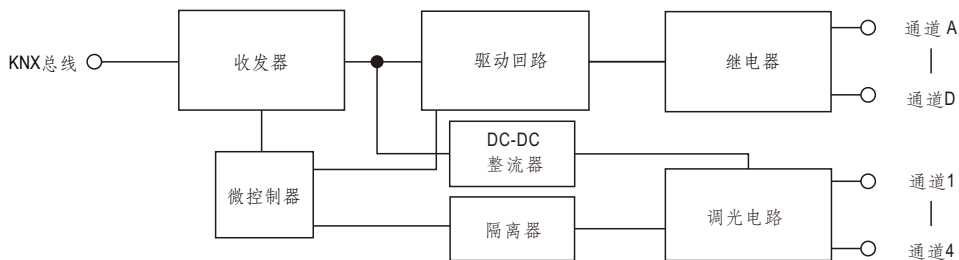 KNX总线
收发器
驱动回路
继电器
通道 A
通道D
微控制器
DC-DC
整流器
隔离器
调光电路
通道1
通道4